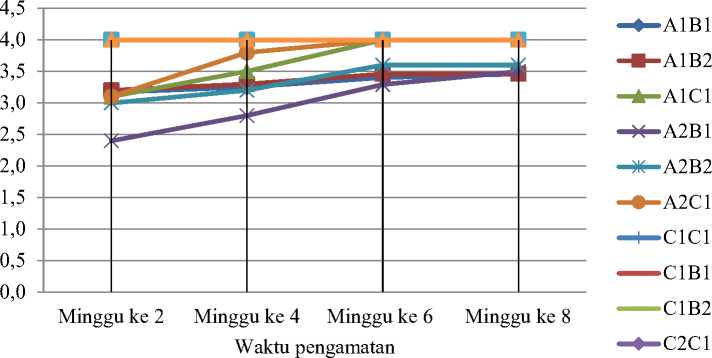 4,5
4,0
3,5
3,0
2,5
2,0
1,5
1,0
0,5
0,0
Minggu ke 2 Minggu ke 4 Minggu ke 6 Minggu ke 8
Waktu pengamatan
A1B1
A1B2
A1C1
A2B1
A2B2
A2C1
C1C1
C1B1
C1B2
C2C1